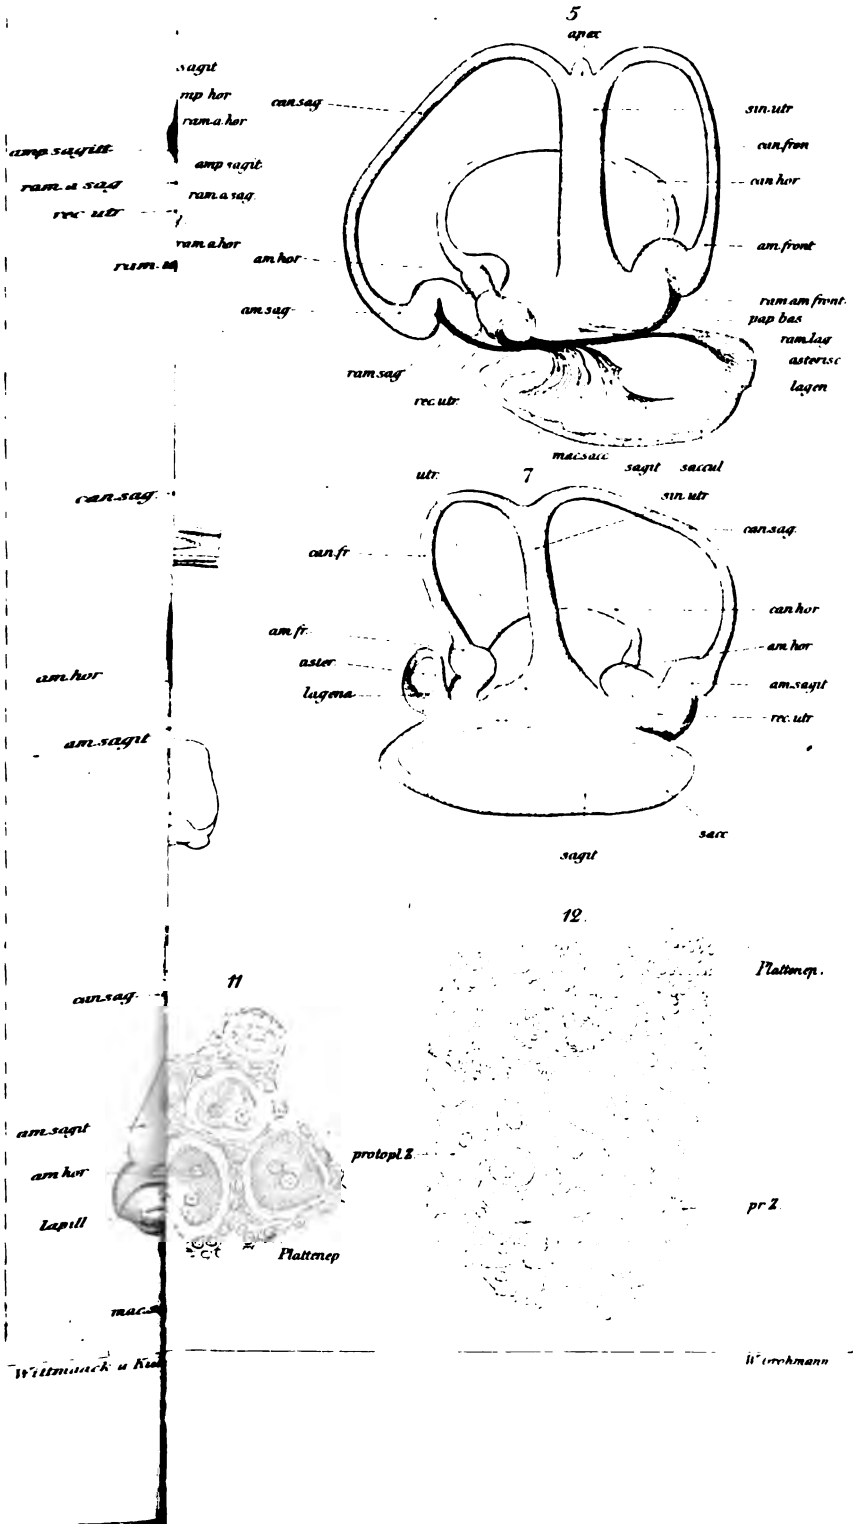 5
apex
sagit
mp hor
ram.a.hor
amp.sagitt
amp sagit
ram.a sag
ram.a.sag.
rec utr
ram.a.hor
ram.a
can.sag
sin.utr
can.fron
can.hor
am.hor
am.front
am.sag
ram.am.front.
pap bas
ram.lag
asterisc
lagen
ram.sag
rec.utr.
mac.sacc
sagit
saccul
utr.
7
sin.utr
can.sag.
can.sag.
can.fr
can.hor
am.fr.
am.hor
aster
lagena
am.sagit
rec.utr
am.hor
am.sagit
sacc
sagit
12.
Plattenep.
11
can.sag.
am.sagit
am.hor
Lapill
protopl.Z.
pr Z.
Plattenep
mac.s
Wittmaack u